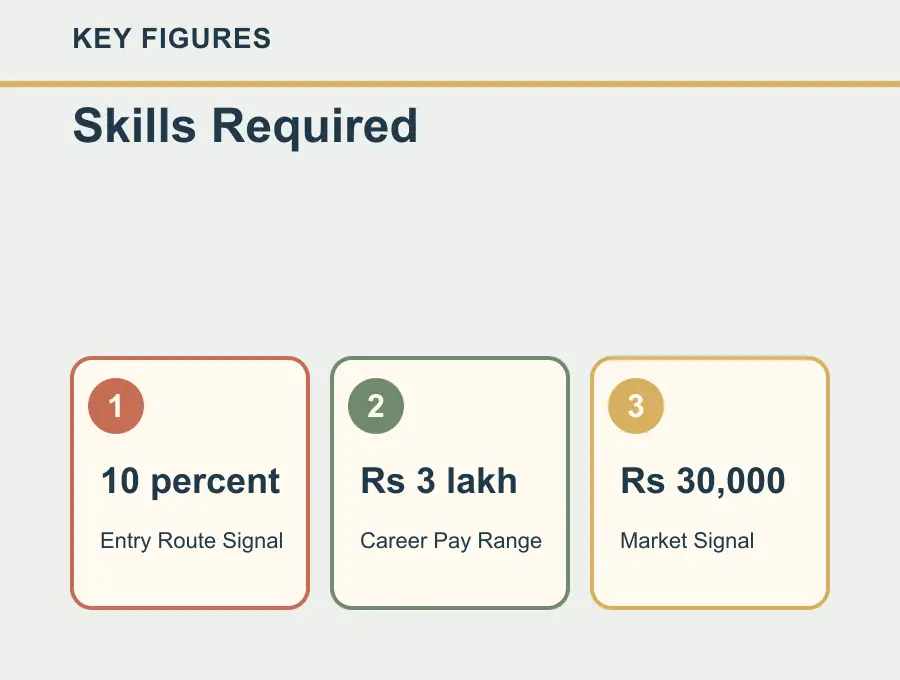 KEY FIGURES
Skills Required
1
10 percent
Entry Route Signal
2
Rs 3 lakh
Career Pay Range
3
Rs 30,000
Market Signal